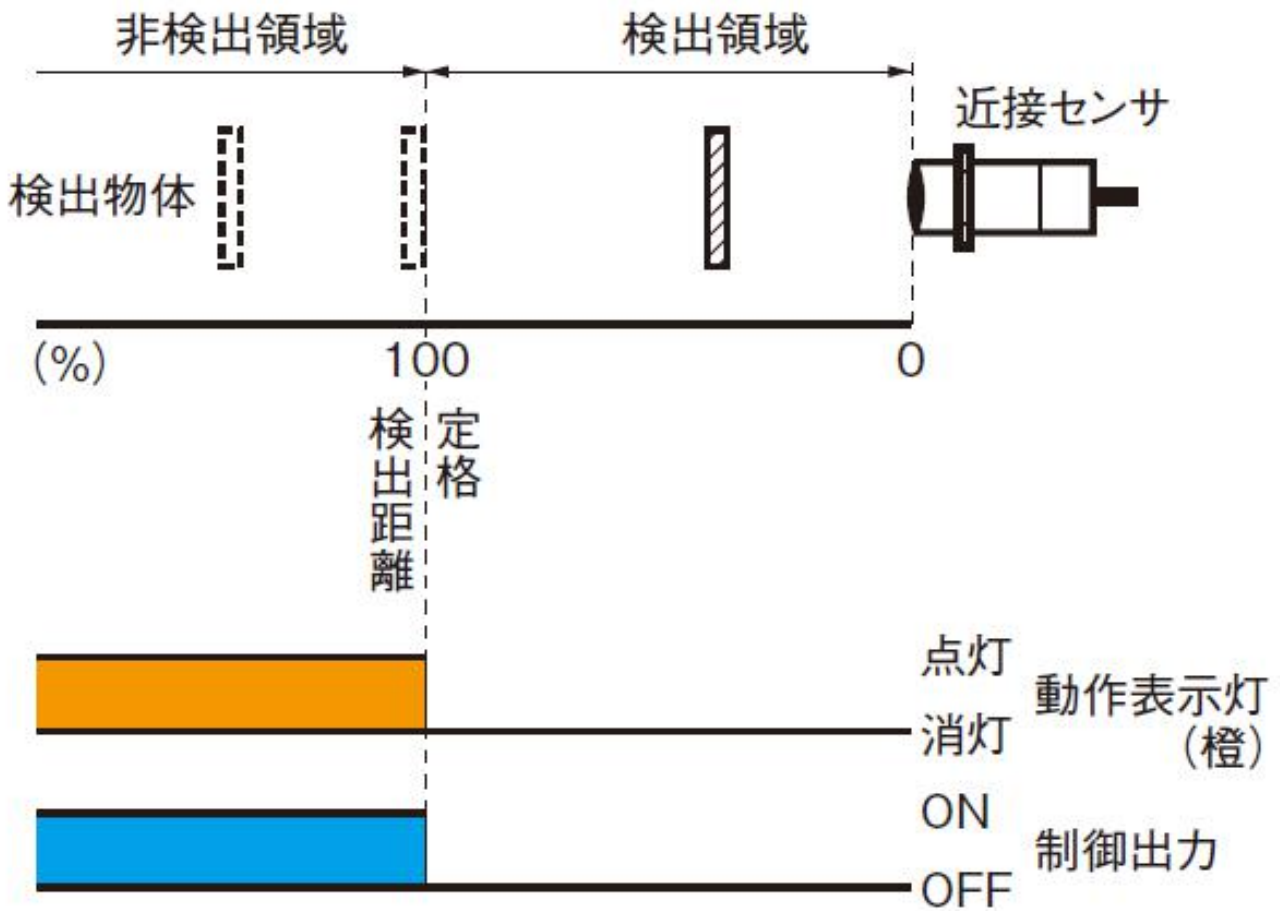 非検出領域
検出領域
近接センサ
検出物体
(%)
100
0
定格
検出距離
点灯
消灯
動作表示灯
(橙)
ON
OFF
制御出力